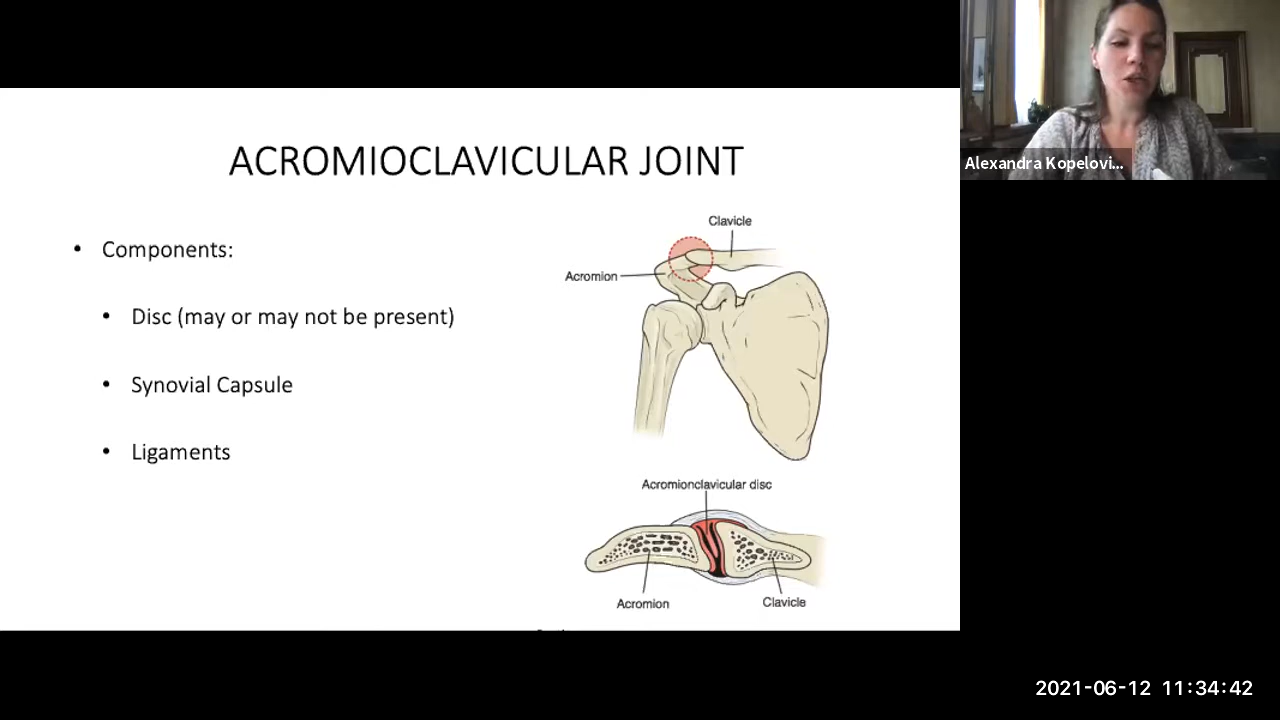 ACROMIOCLAVICULAR JOINT
• Components:
• Disc (may or may not be present)
• Synovial Capsule
• Ligaments
Clavicle
Acromion
Acromionclavicular disc
Acromion
Clavicle
Alexandra Kopelovi...
2021-06-12 11:34:42